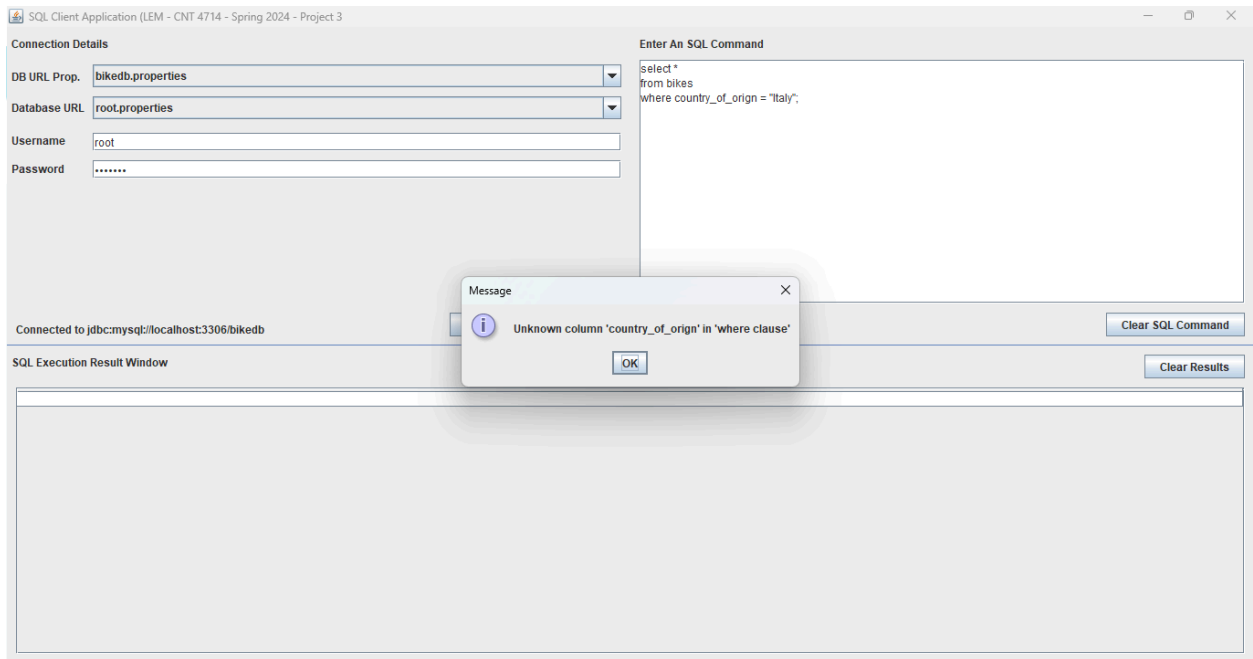 SQL Client Application (LEM - CNT 4714 - Spring 2024 - Project 3
Connection Details
DB URL Prop.
bikedb.properties
Database URL
root.properties
Username
root
Password
•••••••
Enter An SQL Command
select *
from bikes
where country_of_orign = "Italy";
Message
Unknown column 'country_of_orign' in 'where clause'
OK
Connected to jdbc:mysql://localhost:3306/bikedb
Clear SQL Command
SQL Execution Result Window
Clear Results